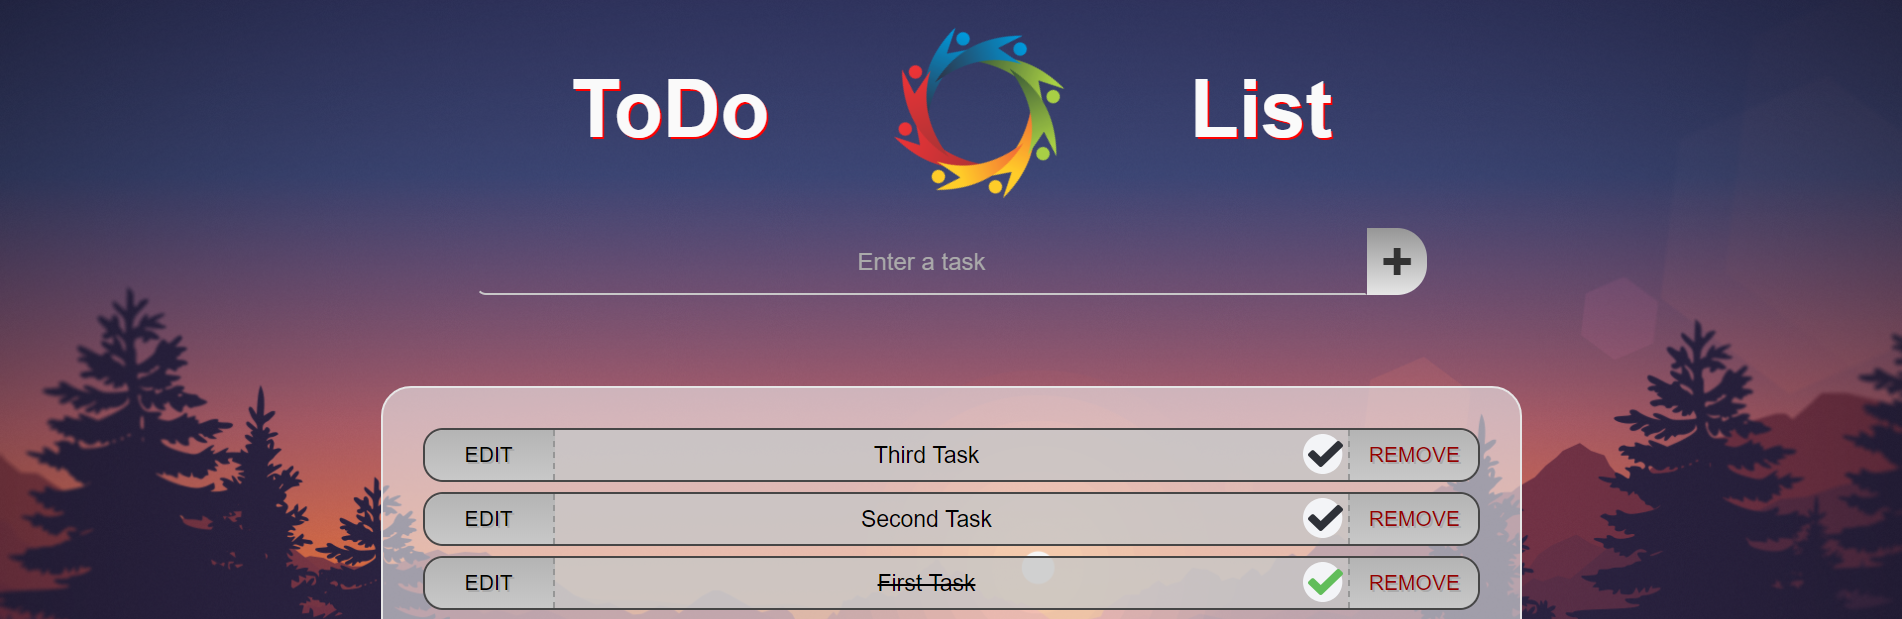 ToDo List
Enter a task
EDIT Third Task REMOVE
EDIT Second Task REMOVE
EDIT First Task REMOVE